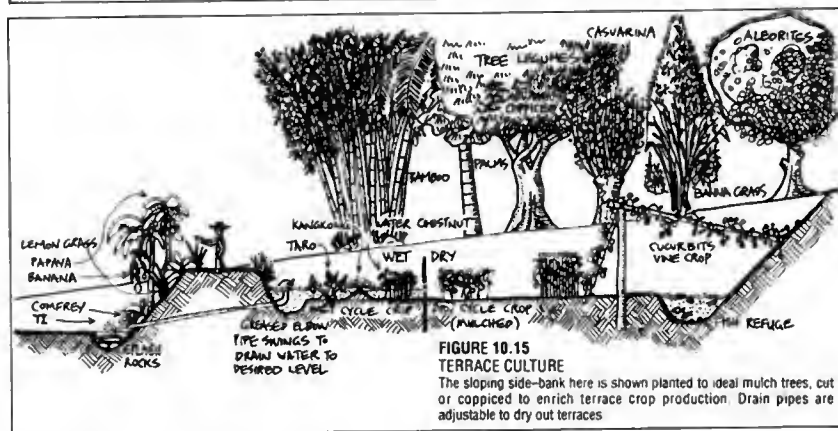 CASUARINA
ALEURITES
TREE LEGUMES
COPPICED
BAMBOO
PALMS
BANNA GRASS
KANGKONG
WATER CHESTNUT
TARO
WET DRY
LEMON GRASS
PAPAYA
BANANA
CUCURBITS
VINE CROP
COMFREY
TI
CYCLE CROP
CYCLE CROP
(MULCHED)
REFUGE
GREASED ELBOW
PIPE SWINGS TO
DRAIN WATER TO
DESIRED LEVEL
SPLASH
ROCKS
FIGURE 10.15
TERRACE CULTURE
The sloping side-bank here is shown planted to ideal mulch trees, cut
or coppiced to enrich terrace crop production. Drain pipes are
adjustable to dry out terraces